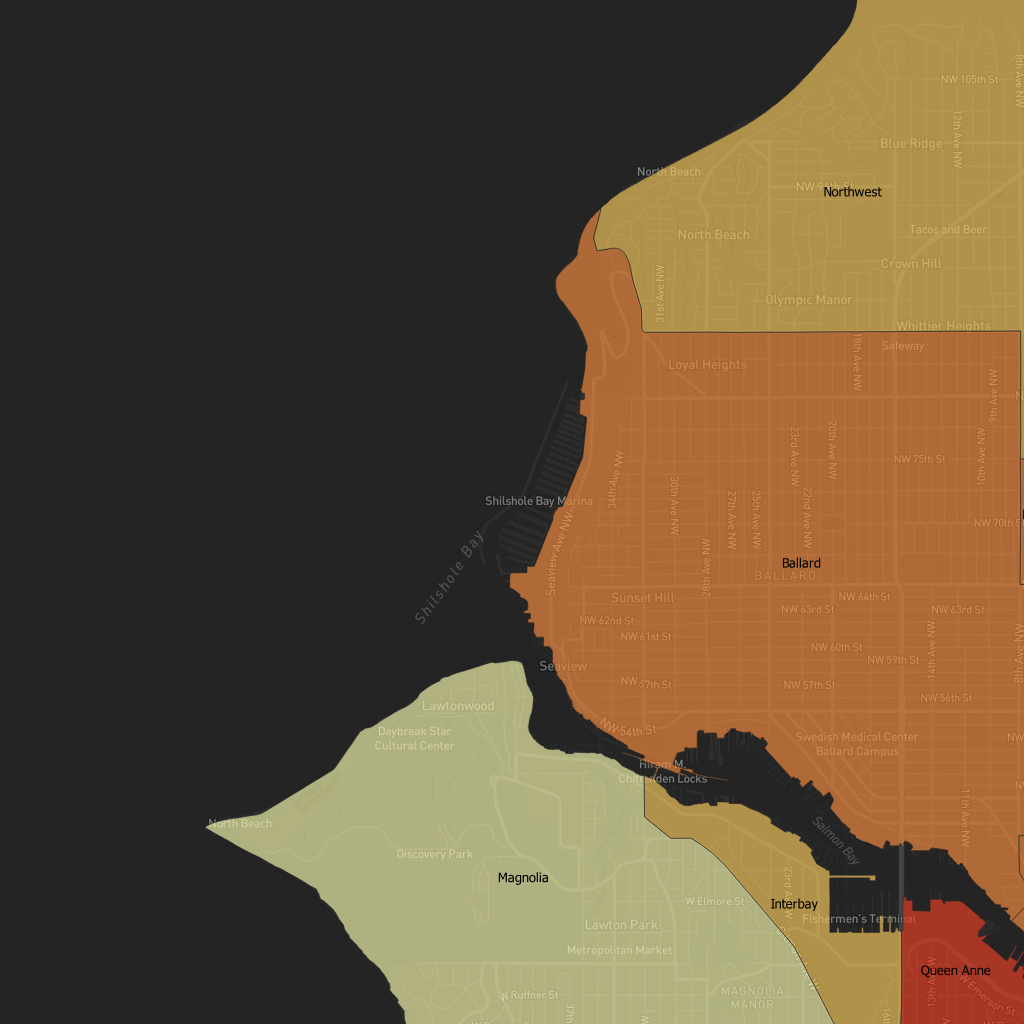 NW 105th St
8th Ave NW
12th Ave NW
Blue Ridge
North Beach
NW 96th St
Northwest
Tacos and Beer
North Beach
Crown Hill
31st Ave NW
Olympic Manor
Whittier Heights
Safeway
18th Ave NW
Loyal Heights
9th Ave NW
23rd Ave NW
20th Ave NW
10th Ave NW
NW 75th St
34th Ave NW
30th Ave NW
27th Ave NW
25th Ave NW
22nd Ave NW
Shilshole Bay Marina
NW 70th St
Seaview Ave NW
Shilshole Bay
28th Ave NW
Ballard
BALLARD
Sunset Hill
NW 64th St
NW 63rd St
NW 63rd St
NW 62nd St
NW 61st St
14th Ave NW
8th Ave NW
NW 60th St
NW 59th St
Seaview
NW 57th St
NW 57th St
NW 56th St
Lawtonwood
NW 54th St
Daybreak Star
Cultural Center
Swedish Medical Center
Ballard Campus
NW
Hiram M.
Chittenden Locks
11th Ave NW
North Beach
Salmon Bay
Discovery Park
Magnolia
23rd Ave W
W Elmore St
Interbay
Fishermen's Terminal
Lawton Park
Metropolitan Market
Queen Anne
13th Ave W
W Emerson St
W Ruffner St
MAGNOLIA
MANOR
37th
W
16th
W